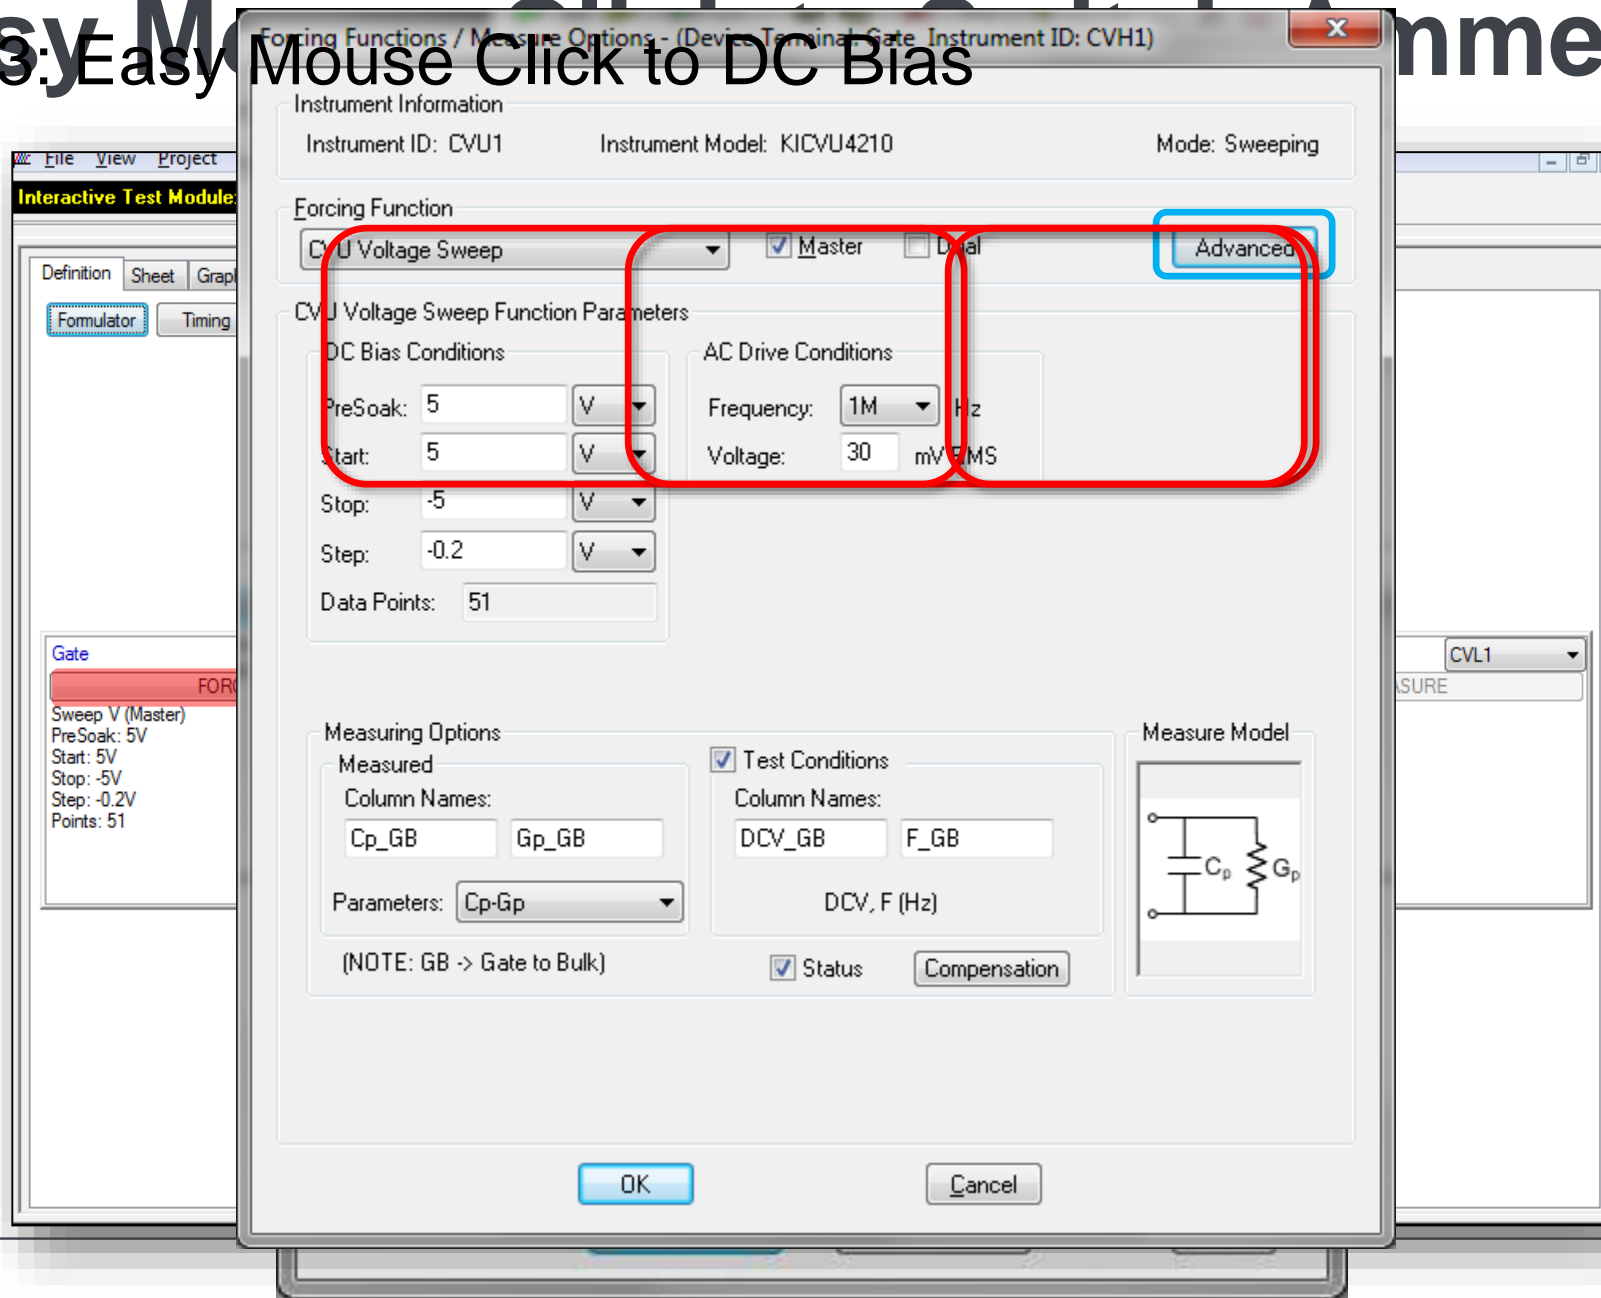 3: Easy Mouse Click to DC Bias
Forcing Functions / Measure Options - (Device Terminal: Gate Instrument ID: CVH1)
Instrument Information
Instrument ID: CVU1 Instrument Model: KICVU4210 Mode: Sweeping
File View Project
Interactive Test Module:
Forcing Function
CVU Voltage Sweep Master Dual Advanced
Definition Sheet
Formulator Timing
CVU Voltage Sweep Function Parameters
DC Bias Conditions AC Drive Conditions
PreSoak: 5 V Frequency: 1M Hz
Start: 5 V Voltage: 30 mV RMS
Stop: -5 V
Step: -0.2 V
Data Points: 51
Gate CVL1
Sweep V (Master)
PreSoak: 5V
Start: 5V
Stop: -5V
Step: -0.2V
Points: 51
Measuring Options Measure Model
Measured Test Conditions
Column Names: Column Names:
Cp_GB Gp_GB DCV_GB F_GB
Cp Gp
Parameters: Cp-Gp DCV, F (Hz)
(NOTE: GB -> Gate to Bulk) Status Compensation
OK Cancel